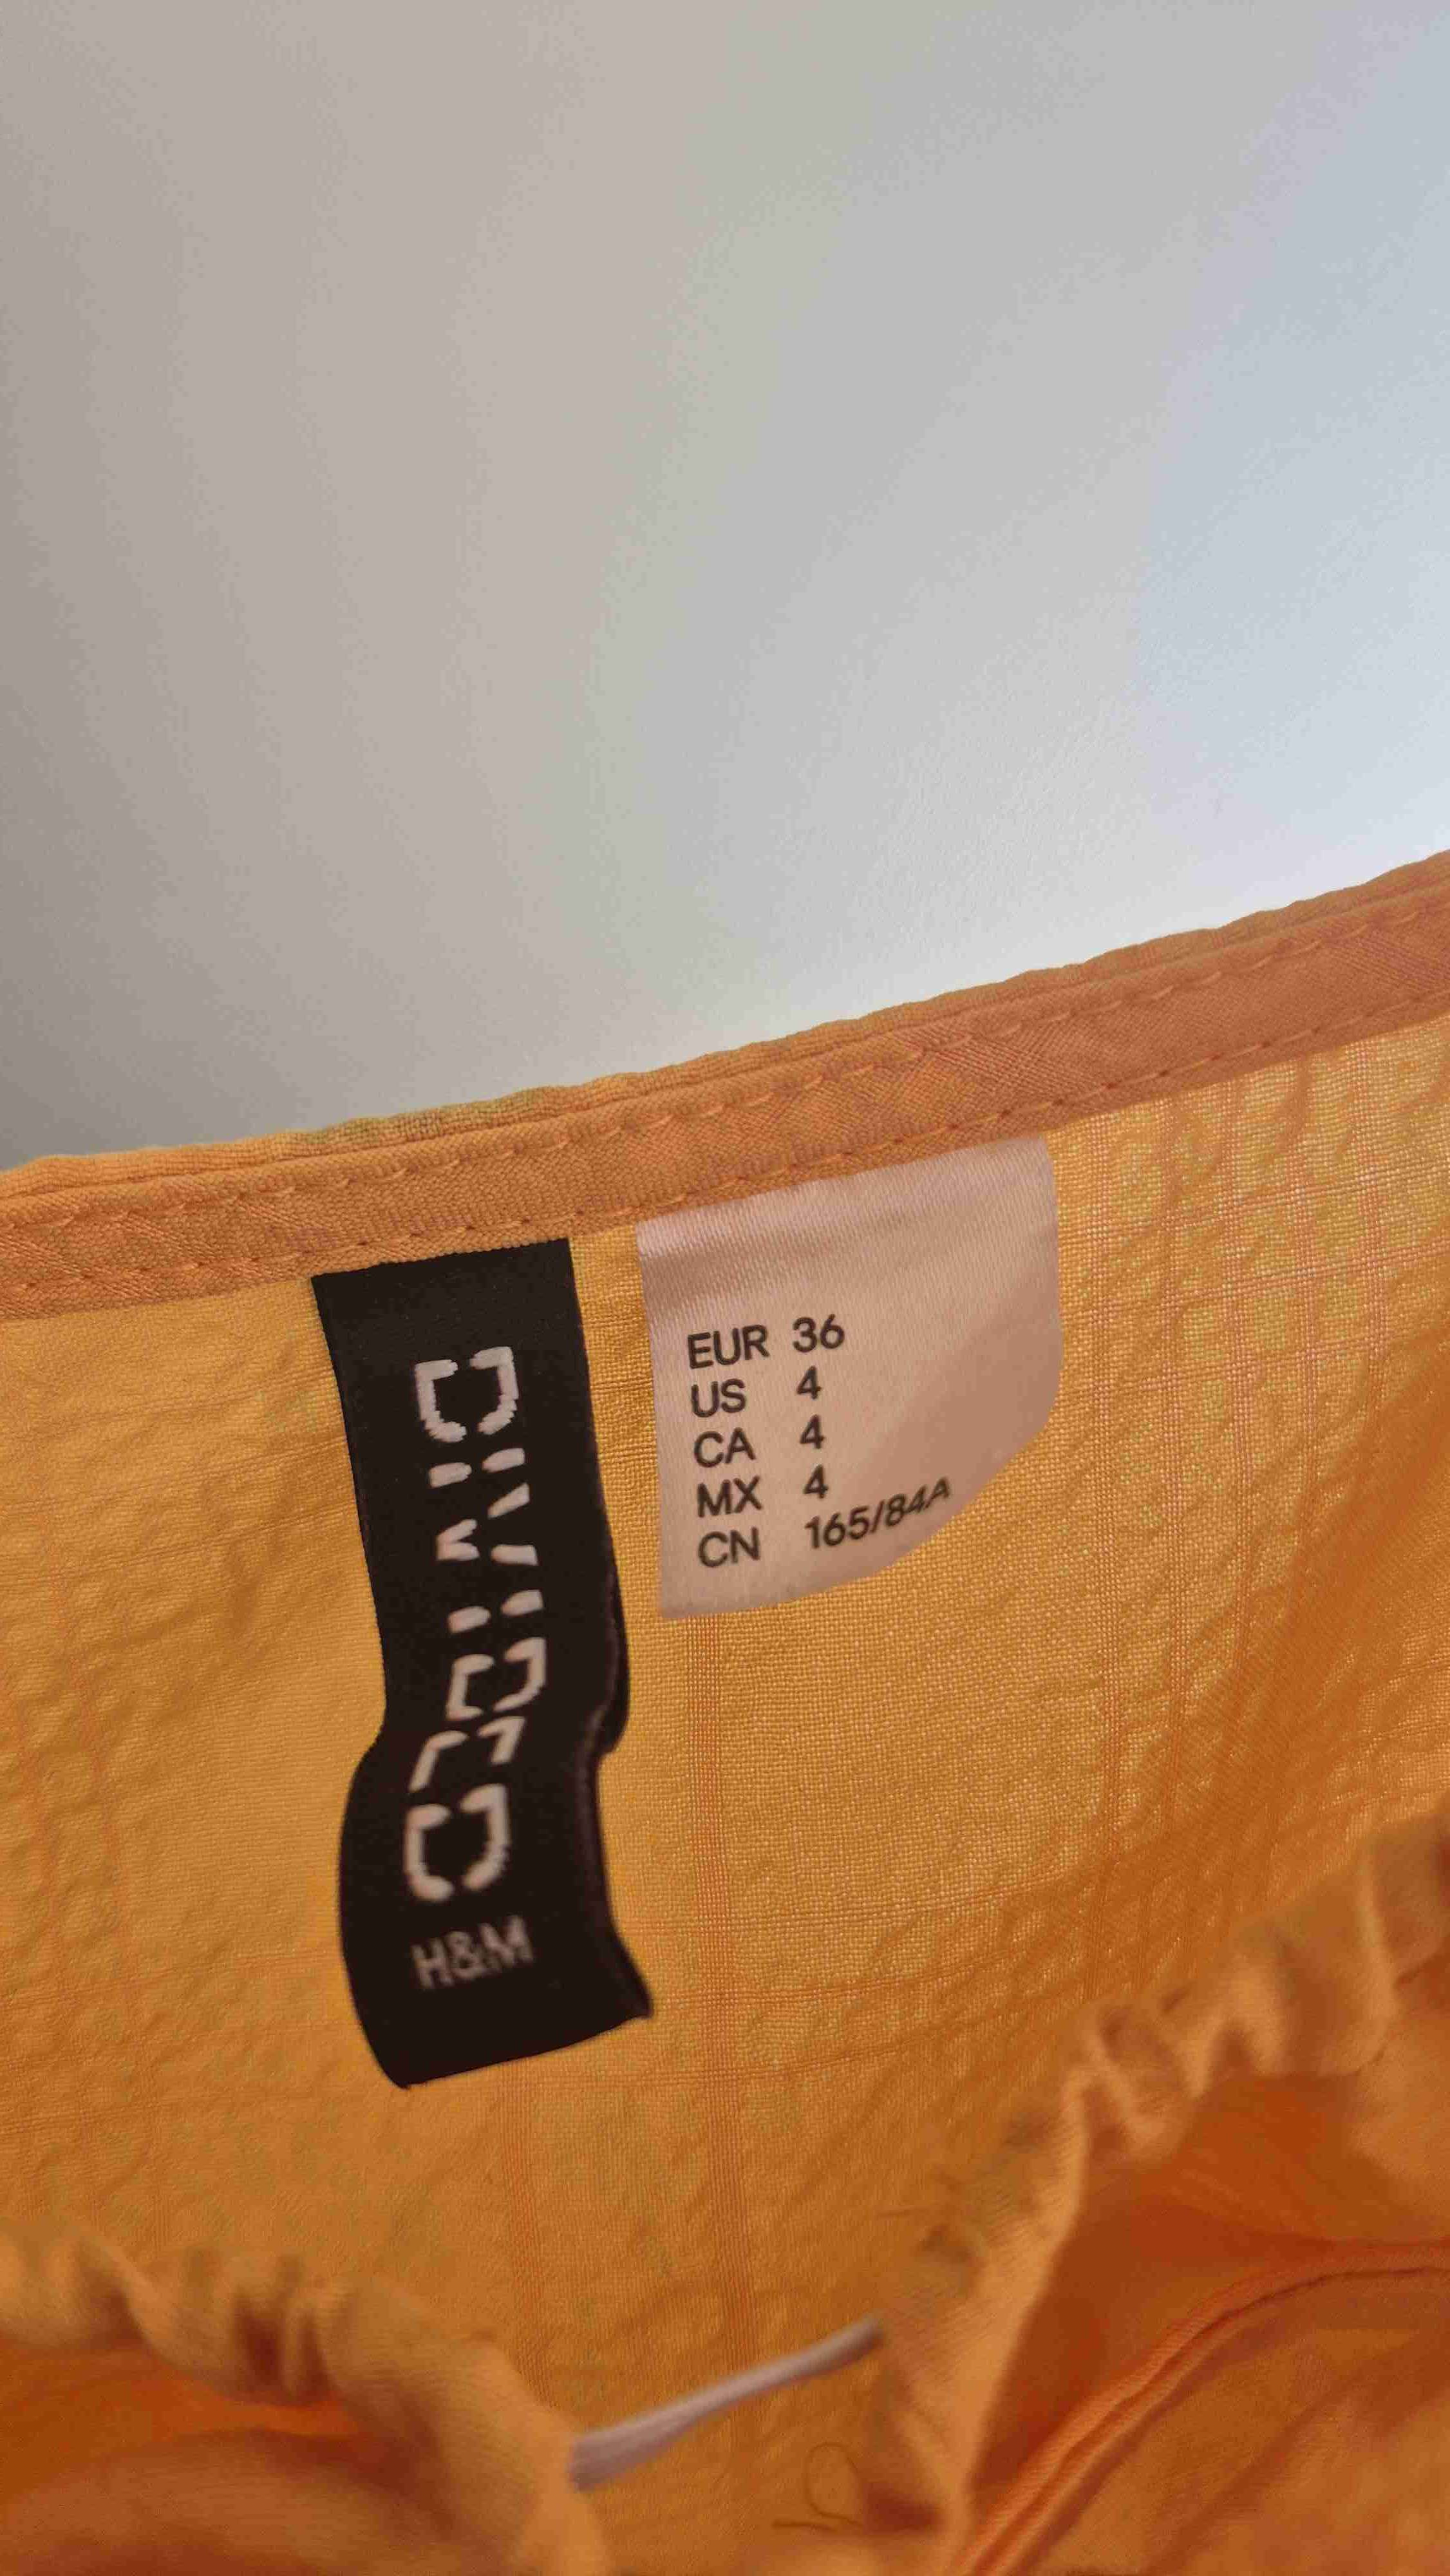 DIVIDED
H&M
EUR 36
US 4
CA 4
MX 4
CN 165/84A